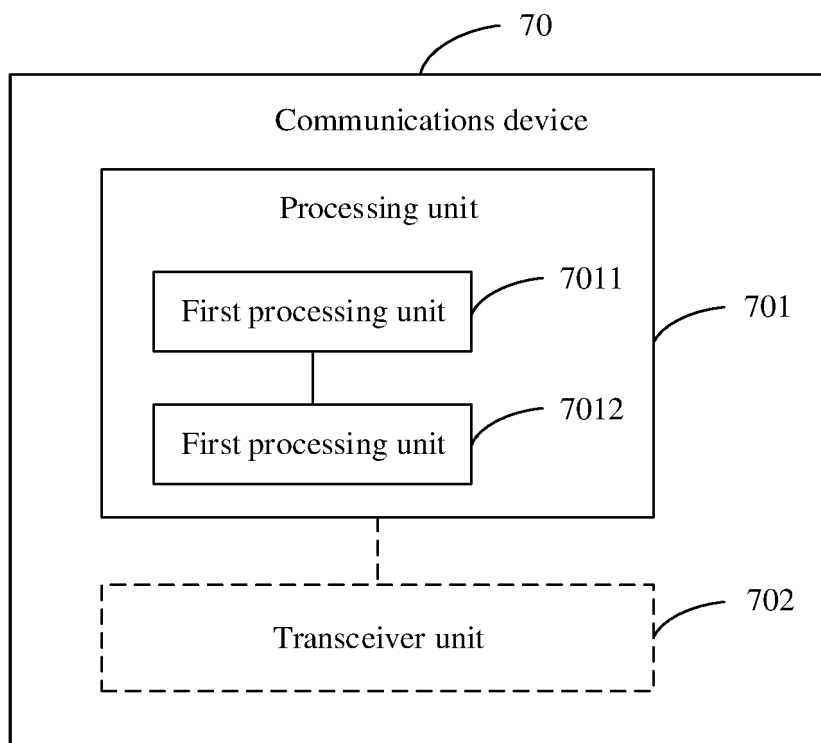 70
Communications device
Processing unit
First processing unit
7011
701
First processing unit
7012
Transceiver unit
702